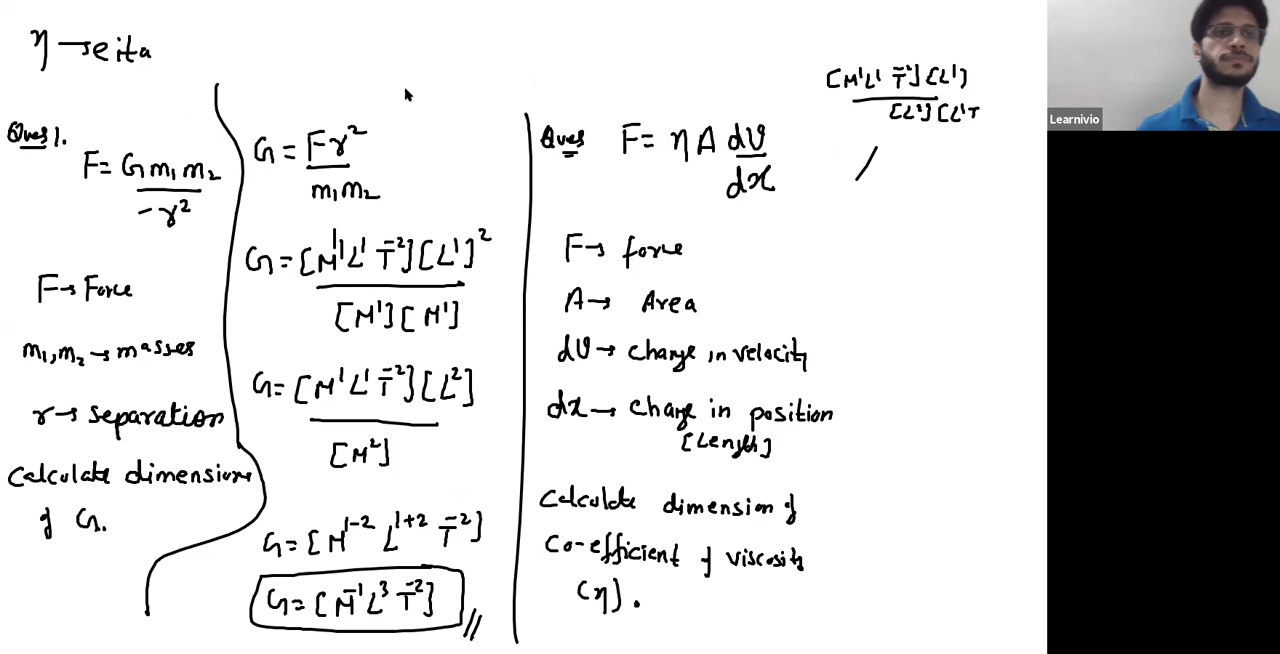 η → eita
Ques 1.
F = G m₁ m₂
— r²
F → Force
m₁, m₂ → masses
r → separation
Calculate dimensions
of G.
G = F r²
m₁ m₂
G = [M¹ L¹ T⁻²] [L¹]²
[M¹] [M¹]
G = [M¹ L¹ T⁻²] [L²]
[M²]
G = [M¹⁻² L¹⁺² T⁻²]
G = [M⁻¹ L³ T⁻²] //
Ques F = η A dv
dx
F → force
A → Area
dv → change in velocity
dx → change in position
[Length]
Calculate dimension of
co-efficient of viscosity
(η).
[M¹ L¹ T⁻²] [L¹]
[L²] [L¹ T
/
Learnivio